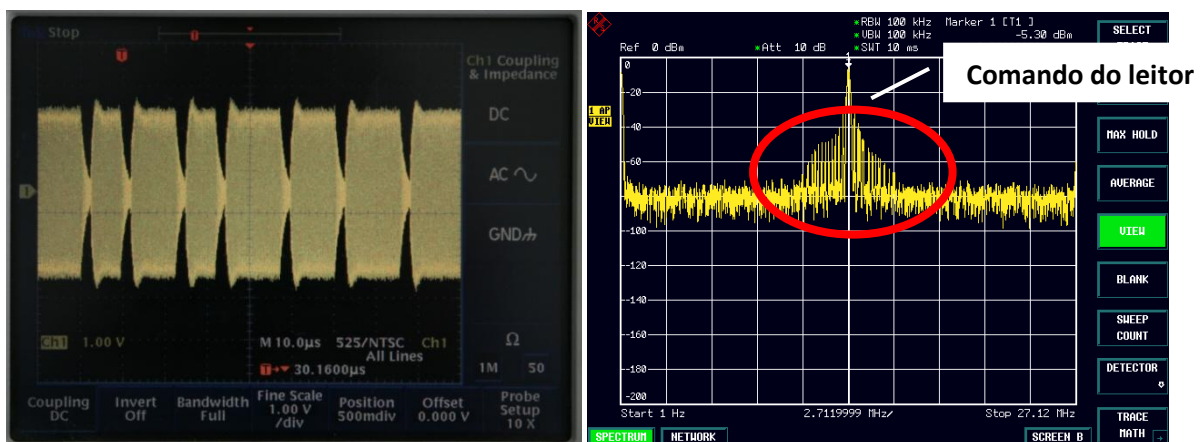 Stop
Ch1 Coupling
& Impedance
DC
AC
GND
Ω
1M 50
Ch1 1.00 V
M 10.0µs 525/NTSC Ch1
All Lines
30.1600µs
Coupling
DC
Invert
Off
Bandwidth
Full
Fine Scale
1.00 V
/div
Position
500mdiv
Offset
0.000 V
Probe
Setup
10 X
*RBW 100 kHz Marker 1 [T1 ]
*VBW 100 kHz -5.30 dBm
Ref 0 dBm *Att 10 dB *SWT 10 ms
SELECT
Comando do leitor
1
0
-20
1 AP
VIEW
-40
-60
-100
-120
-140
-160
-180
-200
Start 1 Hz 2.7119999 MHz/ Stop 27.12 MHz
MAX HOLD
AVERAGE
VIEW
BLANK
SWEEP
COUNT
DETECTOR
TRACE
MATH
SPECTRUM NETWORK SCREEN B